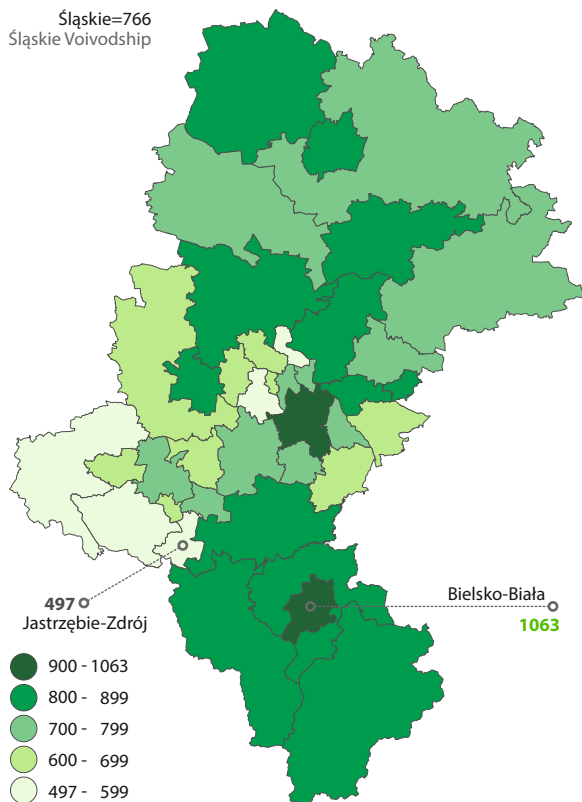 Śląskie=766
Śląskie Voivodship
Bielsko-Biała
1063
497
Jastrzębie-Zdrój
900 - 1063
800 - 899
700 - 799
600 - 699
497 - 599